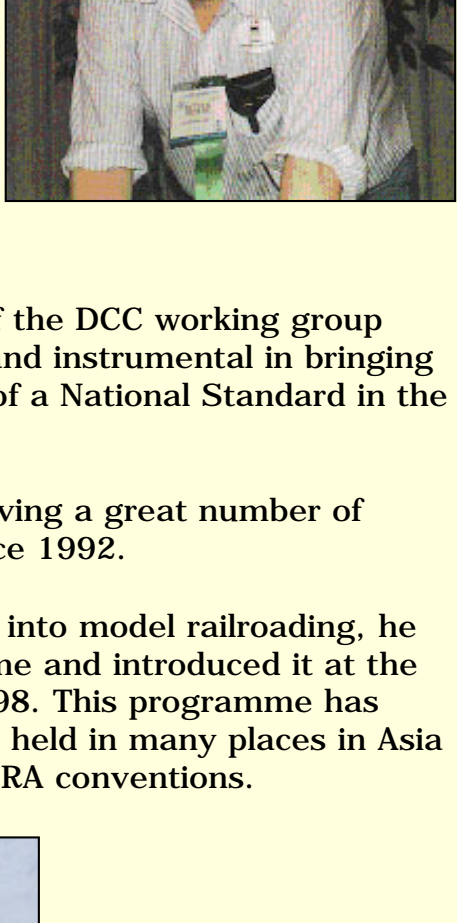 f the DCC working group
and instrumental in bringing
of a National Standard in the
ving a great number of
ce 1992.
into model railroading, he
me and introduced it at the
98. This programme has
held in many places in Asia
RA conventions.